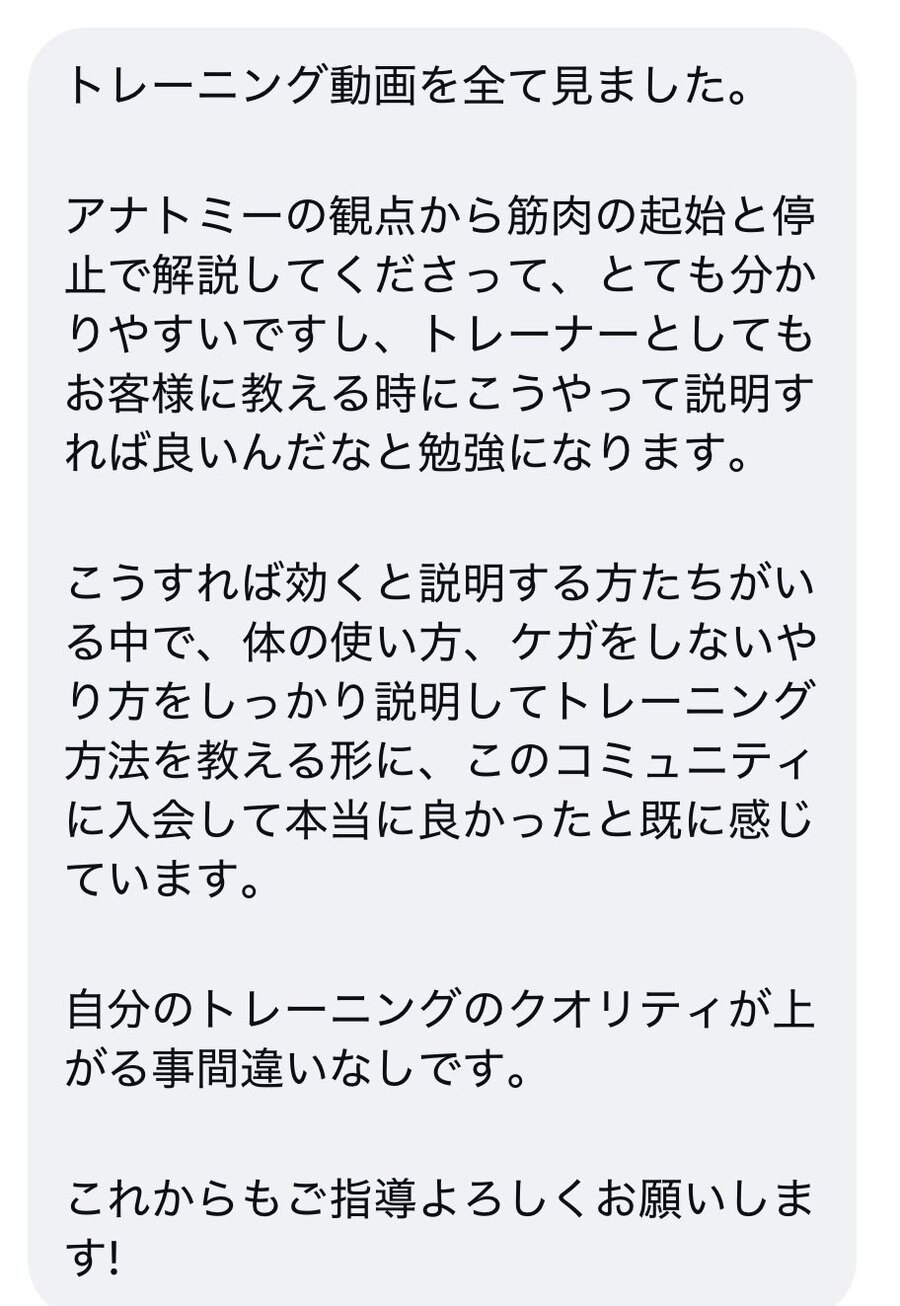 トレーニング動画を全て見ました。
アナトミーの観点から筋肉の起始と停
止で解説してくださって、とても分か
りやすいですし、トレーナーとしても
お客様に教える時にこうやって説明す
れば良いんだなと勉強になります。
こうすれば効くと説明する方たちがい
る中で、体の使い方、ケガをしないや
り方をしっかり説明してトレーニング
方法を教える形に、このコミュニティ
に入会して本当に良かったと既に感じ
ています。
自分のトレーニングのクオリティが上
がる事間違いなしです。
これからもご指導よろしくお願いしま
す!